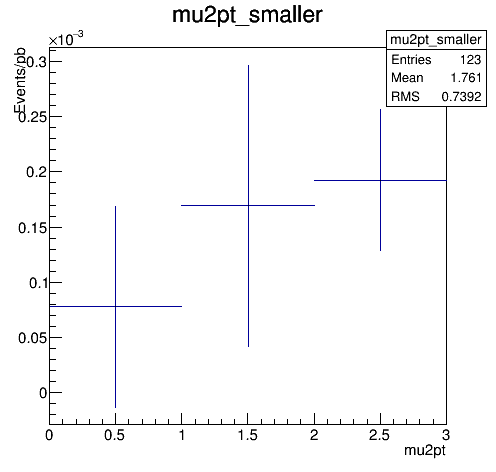 mu2pt_smaller
×10⁻³
mu2pt_smaller
Entries 123
Mean 1.761
RMS 0.7392
Events/pb
0.3
0.25
0.2
0.15
0.1
0.05
0
0 0.5 1 1.5 2 2.5 3
mu2pt